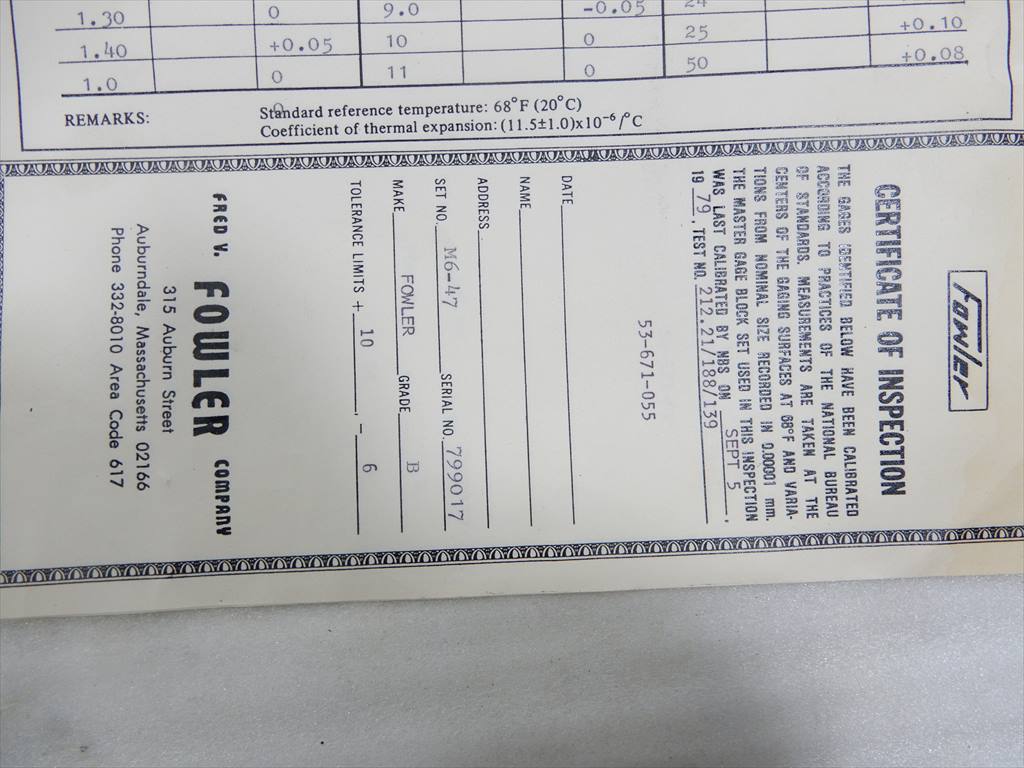 1.30 0 9.0 -0.05 24
1.40 +0.05 10 0 25 +0.10
1.0 0 11 0 50 +0.08
REMARKS: Standard reference temperature: 68°F (20°C)
Coefficient of thermal expansion: (11.5±1.0)x10⁻⁶/°C
Fowler
CERTIFICATE OF INSPECTION
THE GAGES IDENTIFIED BELOW HAVE BEEN CALIBRATED
ACCORDING TO PRACTICES OF THE NATIONAL BUREAU
OF STANDARDS. MEASUREMENTS ARE TAKEN AT THE
CENTERS OF THE GAGING SURFACES AT 68°F AND VARIA-
TIONS FROM NOMINAL SIZE RECORDED IN 0.00001 mm.
THE MASTER GAGE BLOCK SET USED IN THIS INSPECTION
WAS LAST CALIBRATED BY NBS ON SEPT 5,
19 79, TEST NO. 212.21/188/139
53-671-055
DATE
NAME
ADDRESS
SET NO. M6-47 SERIAL NO. 799017
MAKE FOWLER GRADE B
TOLERANCE LIMITS + 10, - 6
FRED V. FOWLER COMPANY
315 Auburn Street
Auburndale, Massachusetts 02166
Phone 332-8010 Area Code 617